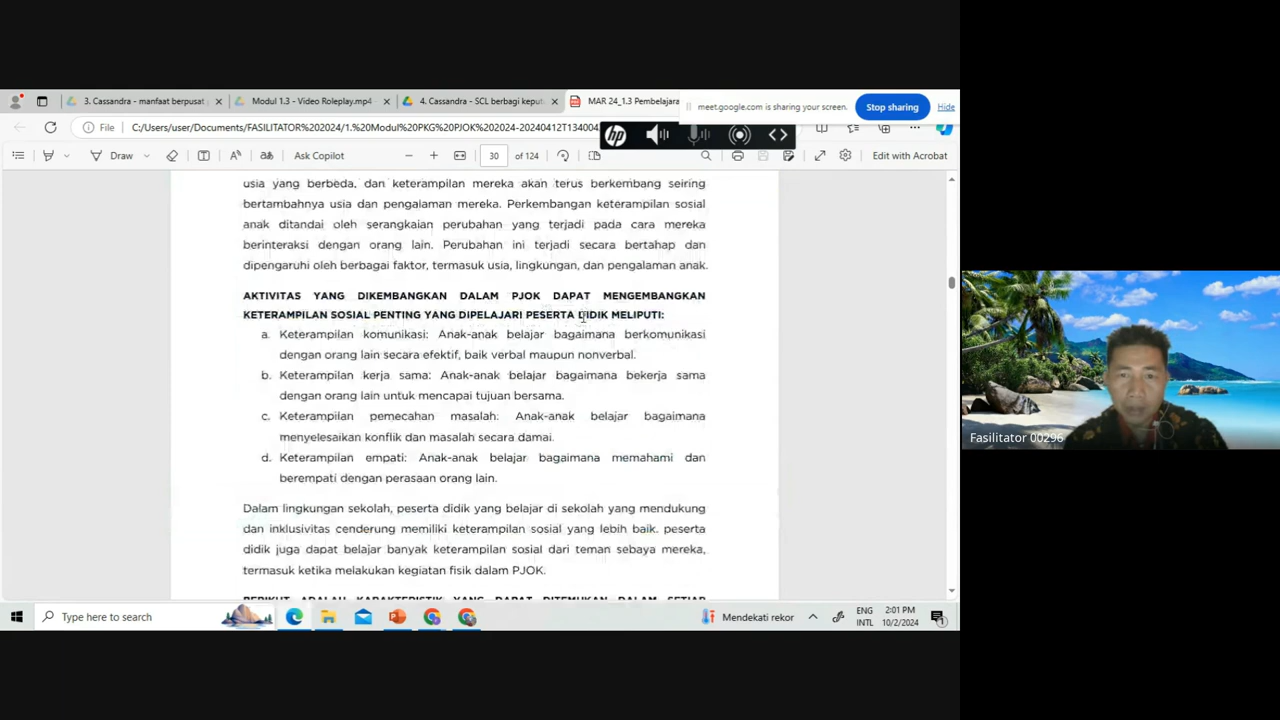 3. Cassandra - manfaat berpusat
Modul 1.3 - Video Roleplay.mp4
4. Cassandra - SCL berbagi keput
MAR 24_1.3 Pembelajara
meet.google.com is sharing your screen.
Stop sharing
Hide
File
C:/Users/user/Documents/FASILITATOR%202024/1.%20Modul%20PKG%20PJOK%202024-20240412T134004
hp
Draw
Ask Copilot
30
of 124
Edit with Acrobat
usia yang berbeda, dan keterampilan mereka akan terus berkembang seiring
bertambahnya usia dan pengalaman mereka. Perkembangan keterampilan sosial
anak ditandai oleh serangkaian perubahan yang terjadi pada cara mereka
berinteraksi dengan orang lain. Perubahan ini terjadi secara bertahap dan
dipengaruhi oleh berbagai faktor, termasuk usia, lingkungan, dan pengalaman anak.
AKTIVITAS YANG DIKEMBANGKAN DALAM PJOK DAPAT MENGEMBANGKAN
KETERAMPILAN SOSIAL PENTING YANG DIPELAJARI PESERTA DIDIK MELIPUTI:
a. Keterampilan komunikasi: Anak-anak belajar bagaimana berkomunikasi
dengan orang lain secara efektif, baik verbal maupun nonverbal.
b. Keterampilan kerja sama: Anak-anak belajar bagaimana bekerja sama
dengan orang lain untuk mencapai tujuan bersama.
c. Keterampilan pemecahan masalah: Anak-anak belajar bagaimana
menyelesaikan konflik dan masalah secara damai.
d. Keterampilan empati: Anak-anak belajar bagaimana memahami dan
berempati dengan perasaan orang lain.
Dalam lingkungan sekolah, peserta didik yang belajar di sekolah yang mendukung
dan inklusivitas cenderung memiliki keterampilan sosial yang lebih baik. peserta
didik juga dapat belajar banyak keterampilan sosial dari teman sebaya mereka,
termasuk ketika melakukan kegiatan fisik dalam PJOK.
BERIKUT ADALAH KARAKTERISTIK YANG DAPAT DITEMUKAN DALAM SETIAP
Fasilitator 00296
Type here to search
Mendekati rekor
ENG
INTL
2:01 PM
10/2/2024
1